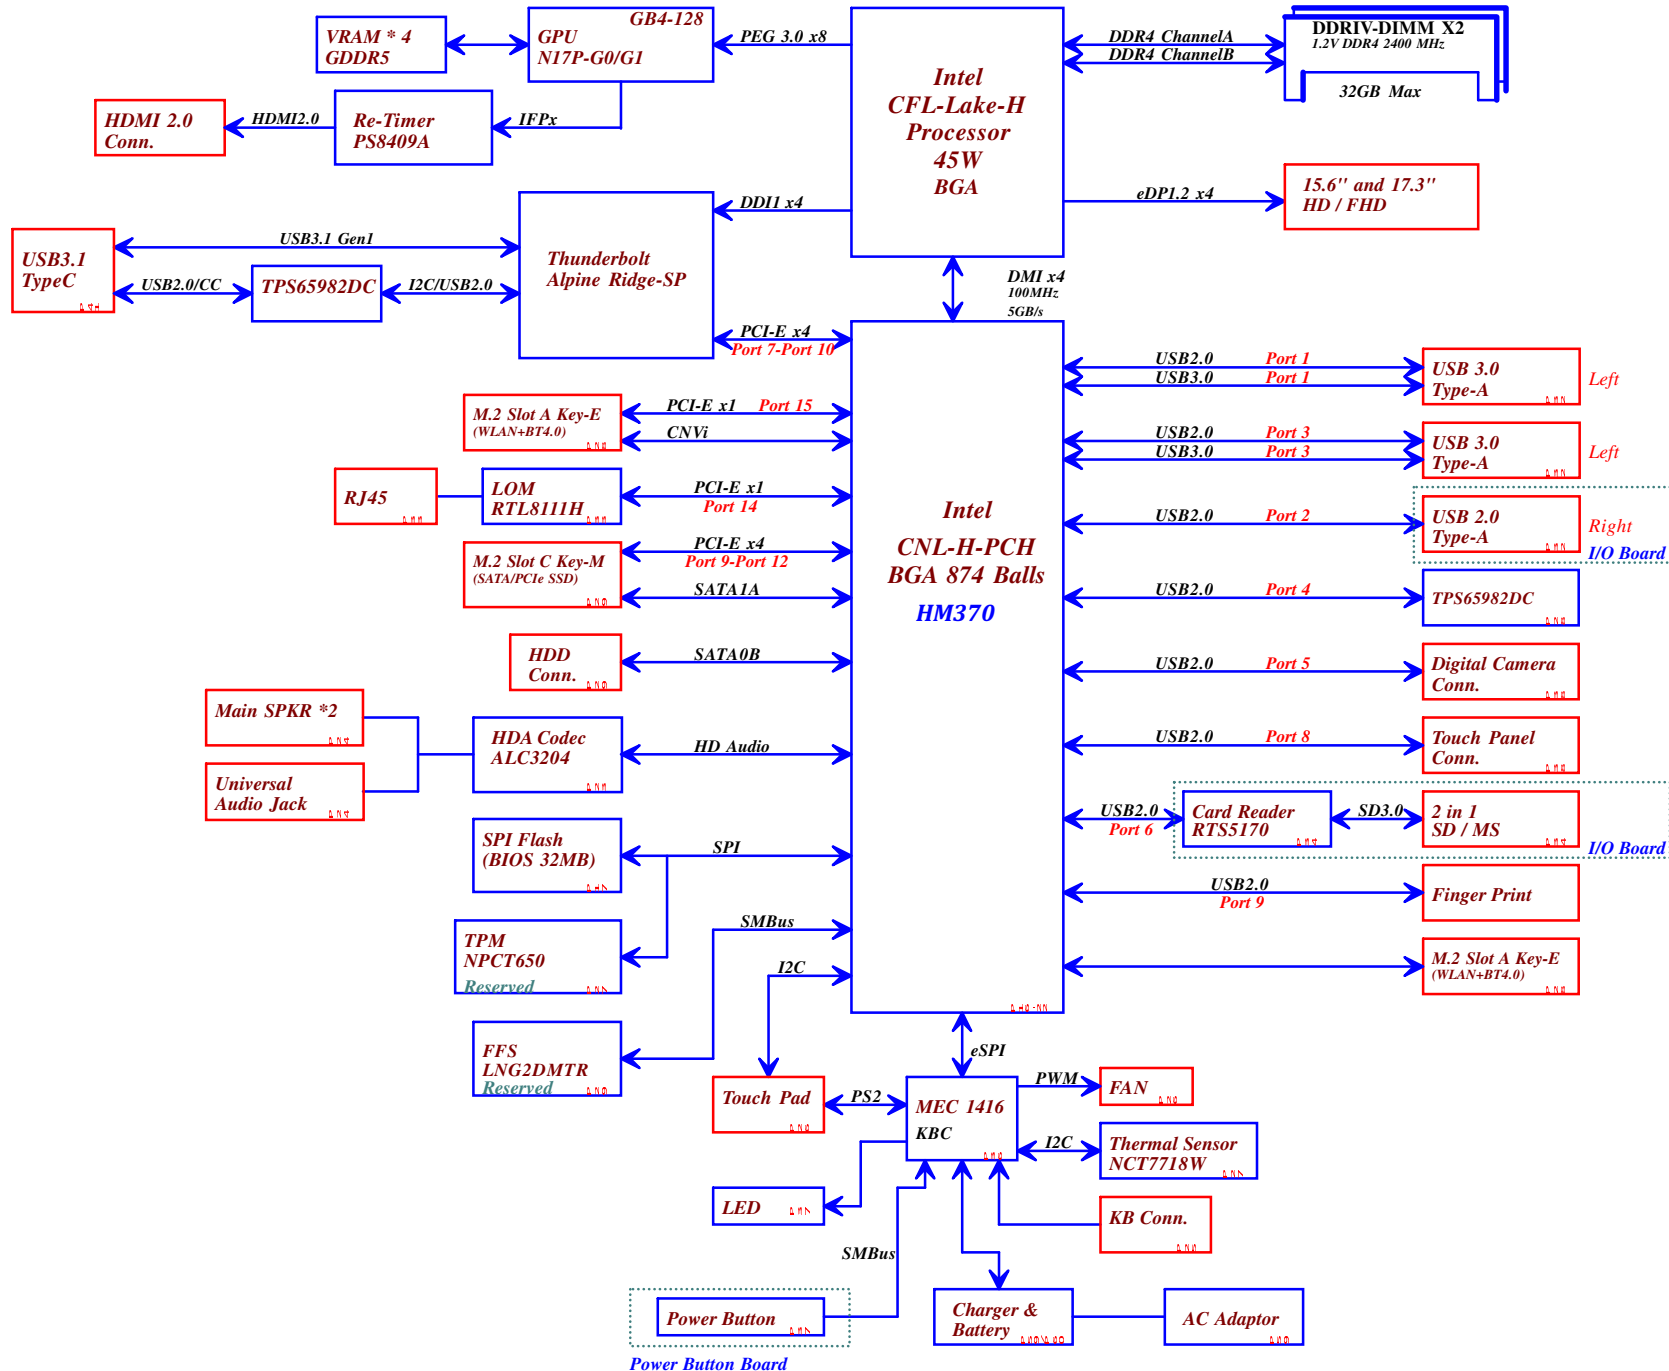 GB4-128
VRAM * 4
GDDR5
GPU
N17P-G0/G1
PEG 3.0 x8
HDMI 2.0
Conn.
HDMI2.0
Re-Timer
PS8409A
IFPx
Intel
CFL-Lake-H
Processor
45W
BGA
DDR4 ChannelA
DDR4 ChannelB
DDRIV-DIMM X2
1.2V DDR4 2400 MHz
32GB Max
eDP1.2 x4
15.6" and 17.3"
HD / FHD
DDI1 x4
USB3.1
TypeC
USB3.1 Gen1
USB2.0/CC
TPS65982DC
I2C/USB2.0
Thunderbolt
Alpine Ridge-SP
PCI-E x4
Port 7-Port 10
DMI x4
100MHz
5GB/s
Intel
CNL-H-PCH
BGA 874 Balls
HM370
M.2 Slot A Key-E
(WLAN+BT4.0)
PCI-E x1 Port 15
CNVi
RJ45
LOM
RTL8111H
PCI-E x1
Port 14
M.2 Slot C Key-M
(SATA/PCIe SSD)
PCI-E x4
Port 9-Port 12
SATA1A
HDD
Conn.
SATA0B
Main SPKR *2
Universal
Audio Jack
HDA Codec
ALC3204
HD Audio
SPI Flash
(BIOS 32MB)
SPI
TPM
NPCT650
Reserved
SMBus
I2C
FFS
LNG2DMTR
Reserved
USB2.0 Port 1
USB3.0 Port 1
USB 3.0
Type-A
Left
USB2.0 Port 3
USB3.0 Port 3
USB 3.0
Type-A
Left
USB2.0 Port 2
USB 2.0
Type-A
Right
I/O Board
USB2.0 Port 4
TPS65982DC
USB2.0 Port 5
Digital Camera
Conn.
USB2.0 Port 8
Touch Panel
Conn.
USB2.0
Port 6
Card Reader
RTS5170
SD3.0
2 in 1
SD / MS
I/O Board
USB2.0
Port 9
Finger Print
M.2 Slot A Key-E
(WLAN+BT4.0)
eSPI
Touch Pad
PS2
MEC 1416
KBC
PWM
FAN
I2C
Thermal Sensor
NCT7718W
LED
KB Conn.
SMBus
Power Button
Power Button Board
Charger &
Battery
AC Adaptor